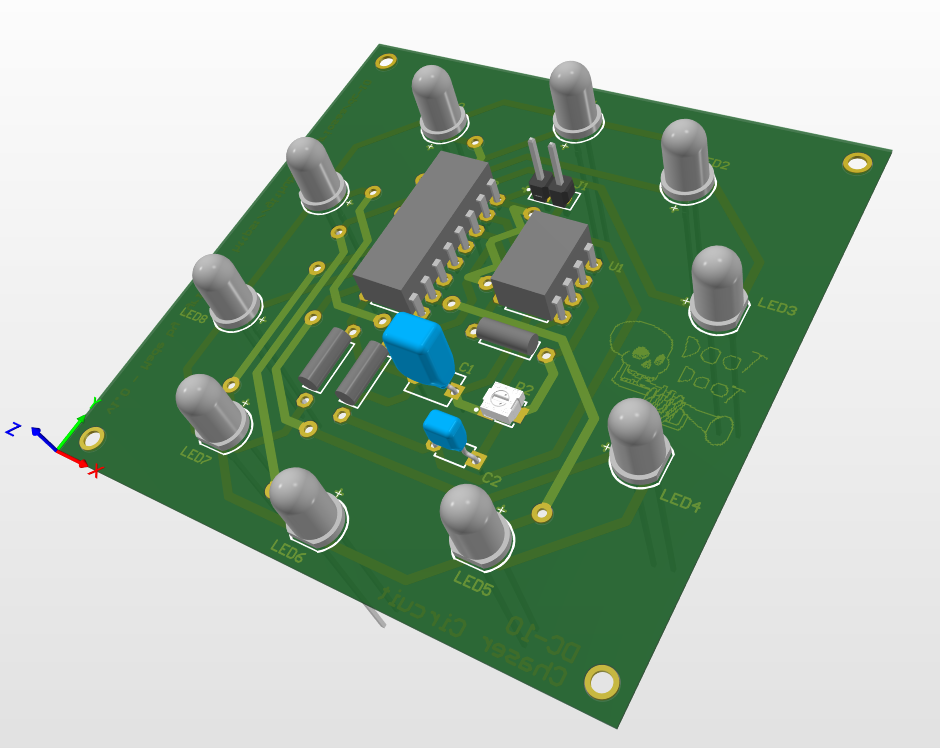 J1
LED2
U1
LED3
DOOT
DOOT
LED8
C1
R2
LED4
LED7
C2
LED6
LED5
DC-10
Chaser Circuit
Z
Y
X